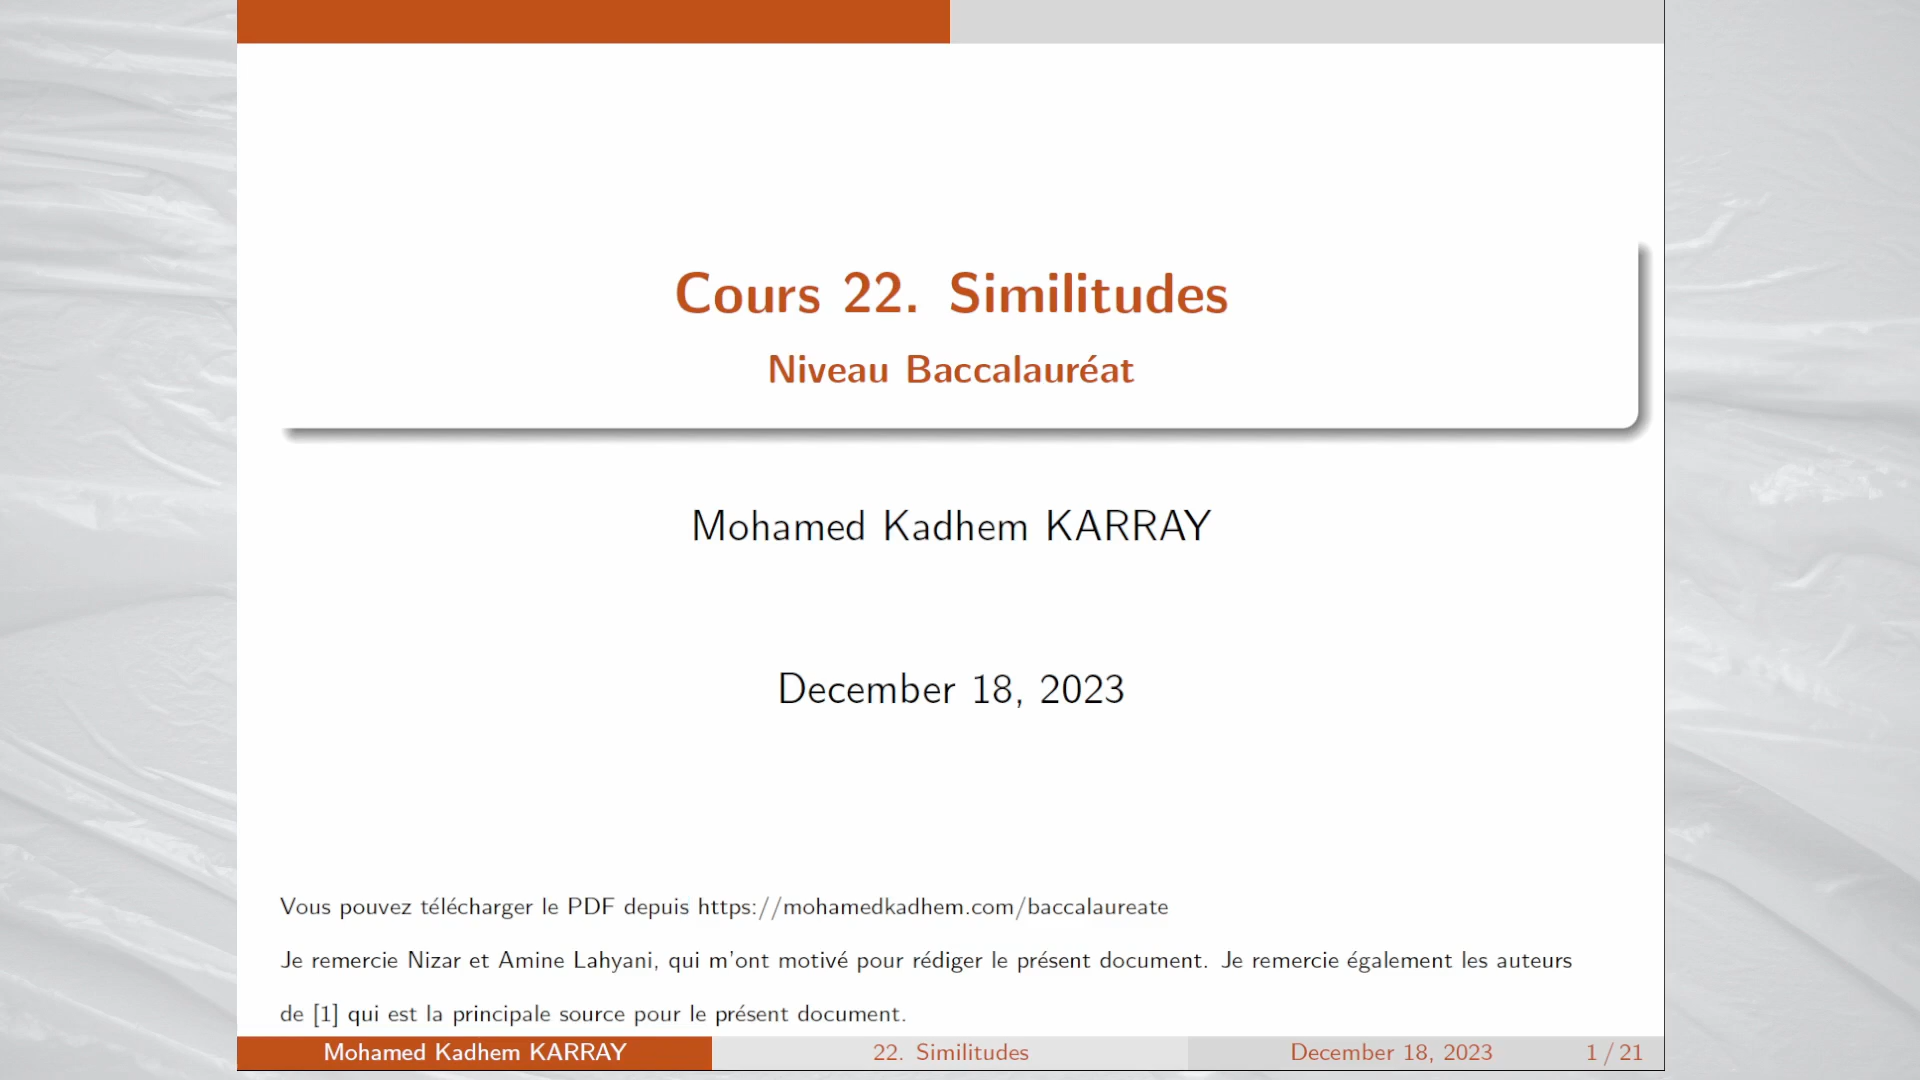 Cours 22. Similitudes
Niveau Baccalauréat
Mohamed Kadhem KARRAY
December 18, 2023
Vous pouvez télécharger le PDF depuis https://mohamedkadhem.com/baccalaureate
Je remercie Nizar et Amine Lahyani, qui m'ont motivé pour rédiger le présent document. Je remercie également les auteurs
de [1] qui est la principale source pour le présent document.
Mohamed Kadhem KARRAY 22. Similitudes December 18, 2023 1 / 21